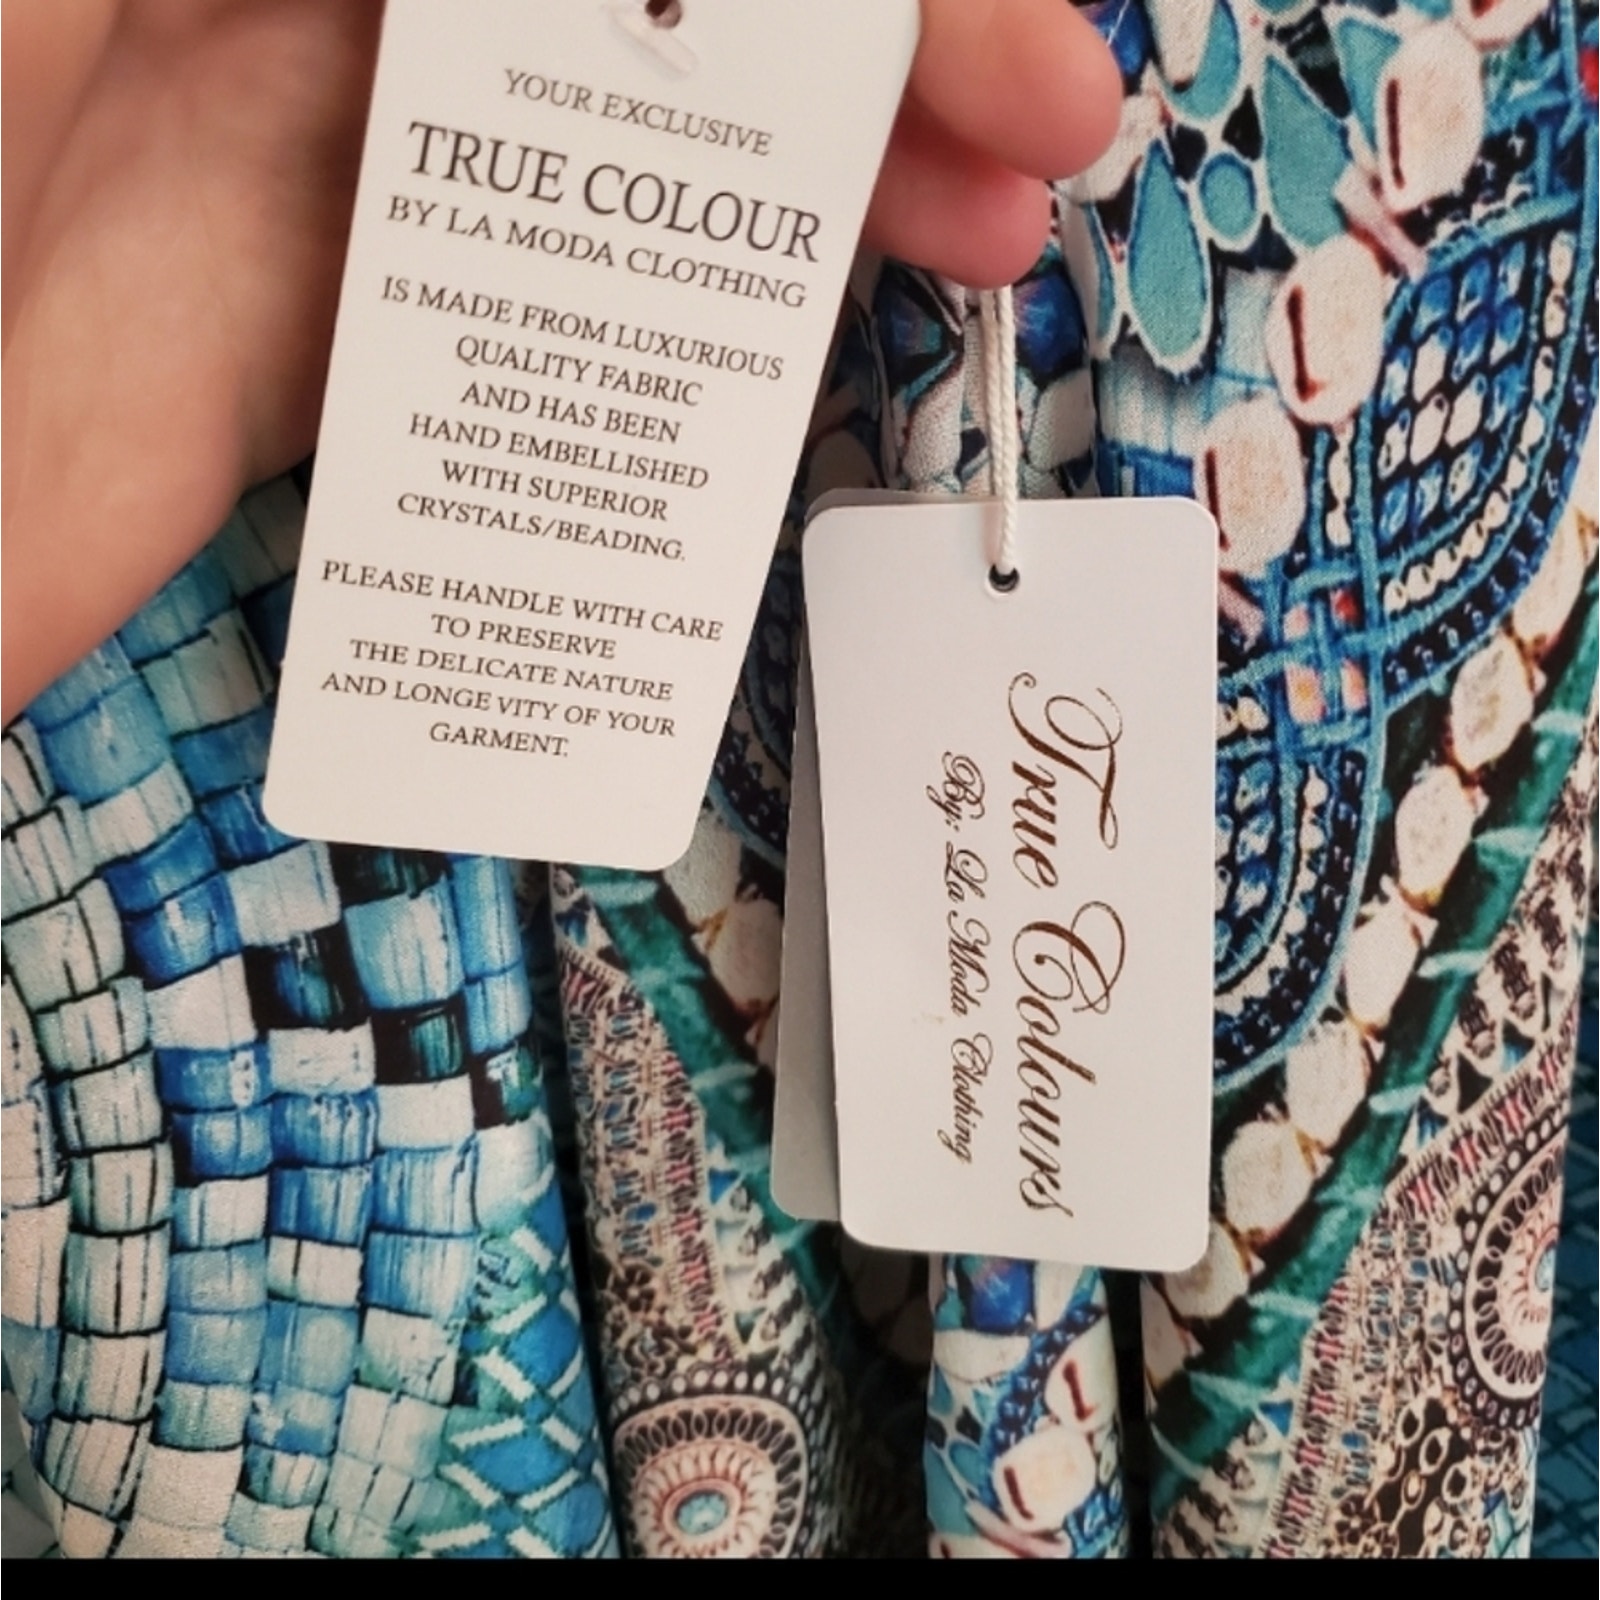 YOUR EXCLUSIVE
TRUE COLOUR
BY LA MODA CLOTHING
IS MADE FROM LUXURIOUS
QUALITY FABRIC
AND HAS BEEN
HAND EMBELLISHED
WITH SUPERIOR
CRYSTALS/BEADING.
PLEASE HANDLE WITH CARE
TO PRESERVE
THE DELICATE NATURE
AND LONGE VITY OF YOUR
GARMENT.
True Colours
By: La Moda Clothing